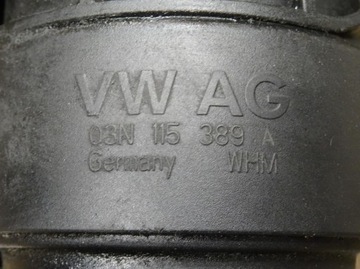 VW AG
03N 115 389 A
Germany WHM